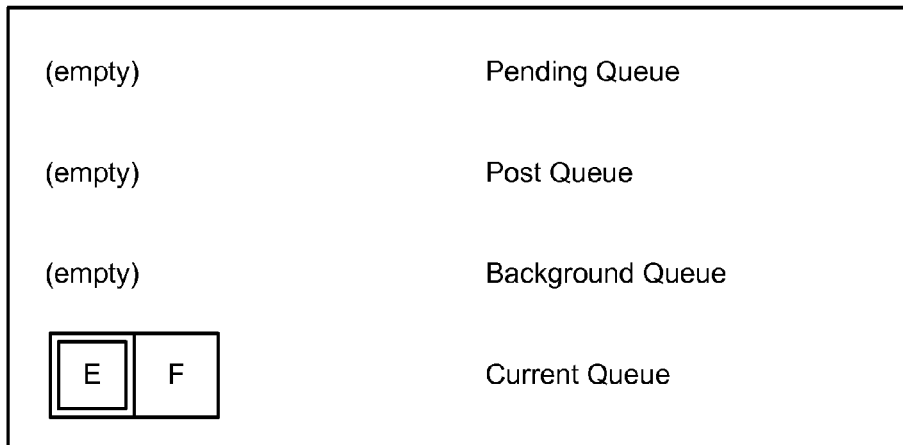 (empty) Pending Queue
(empty) Post Queue
(empty) Background Queue
E F Current Queue